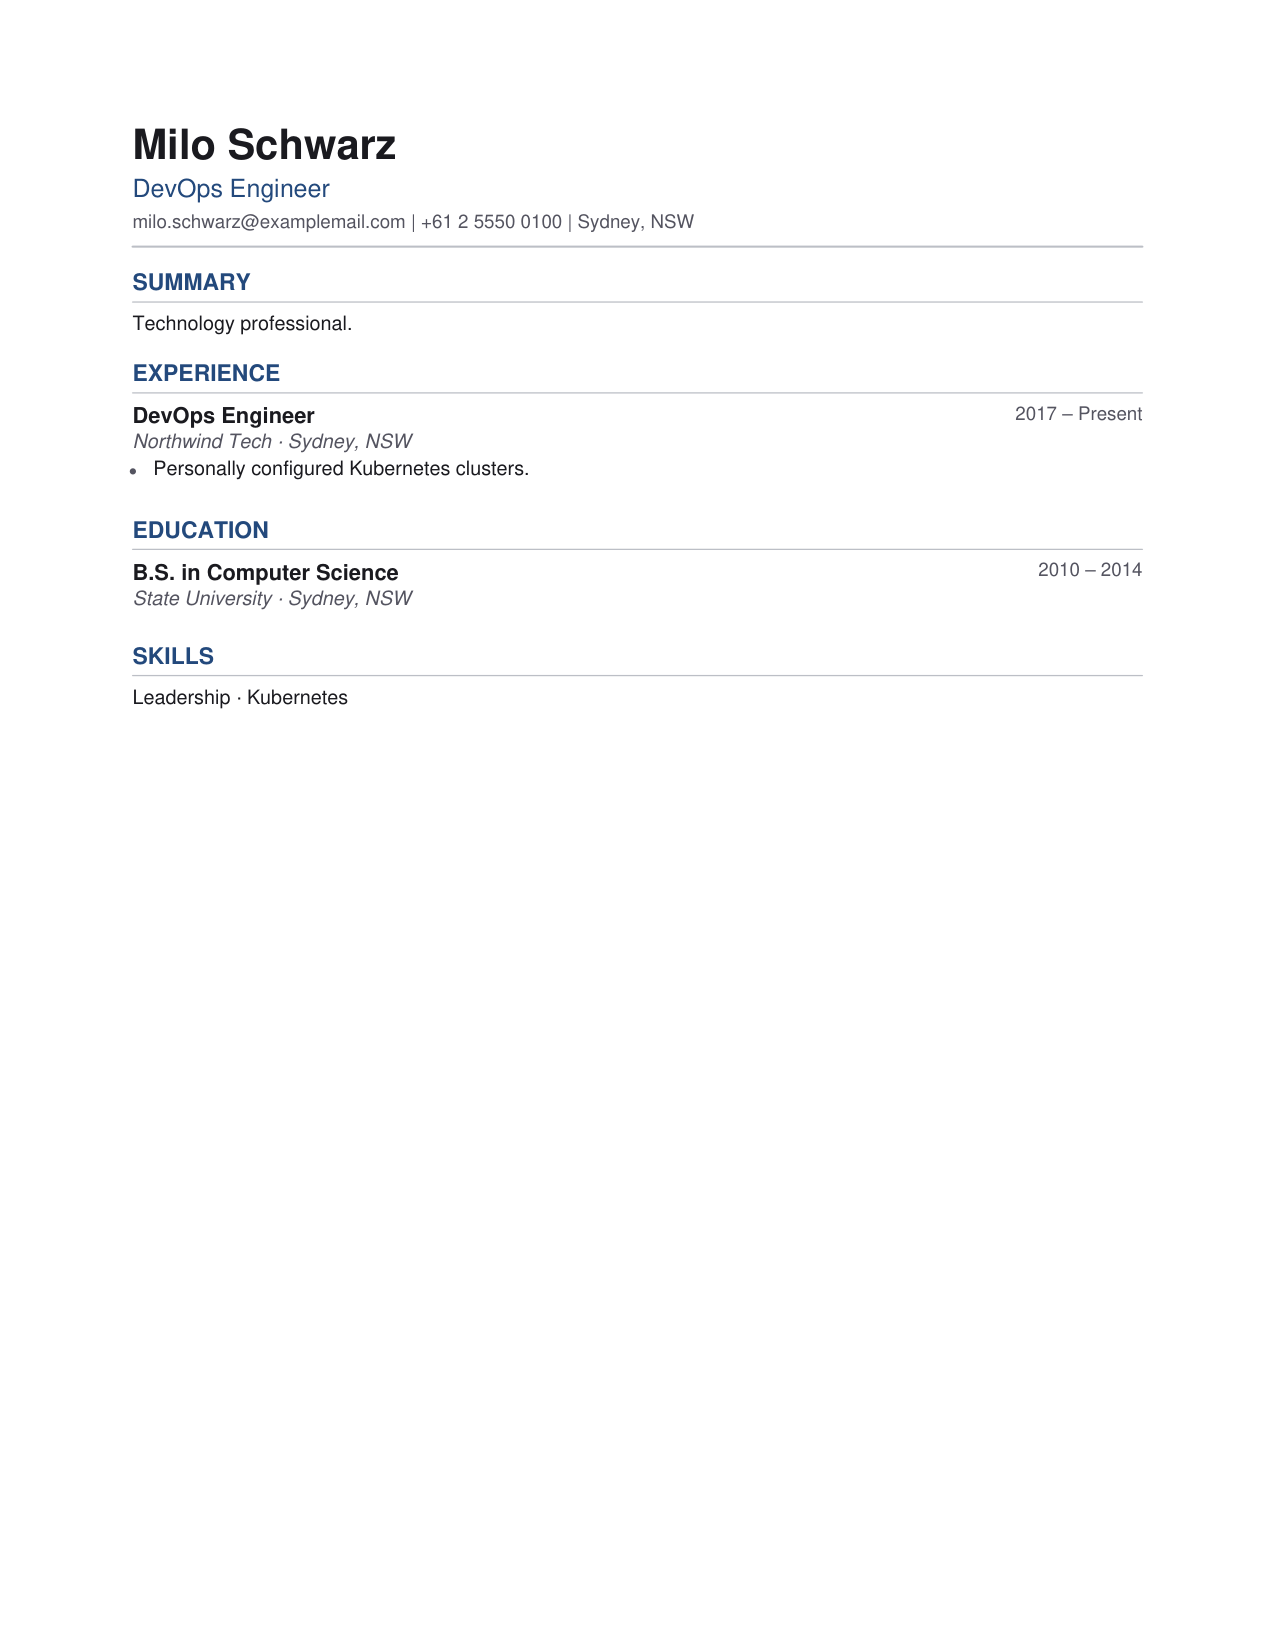 Milo Schwarz
DevOps Engineer
milo.schwarz@examplemail.com | +61 2 5550 0100 | Sydney, NSW
SUMMARY
Technology professional.
EXPERIENCE
DevOps Engineer 2017 – Present
Northwind Tech · Sydney, NSW
• Personally configured Kubernetes clusters.
EDUCATION
B.S. in Computer Science 2010 – 2014
State University · Sydney, NSW
SKILLS
Leadership · Kubernetes